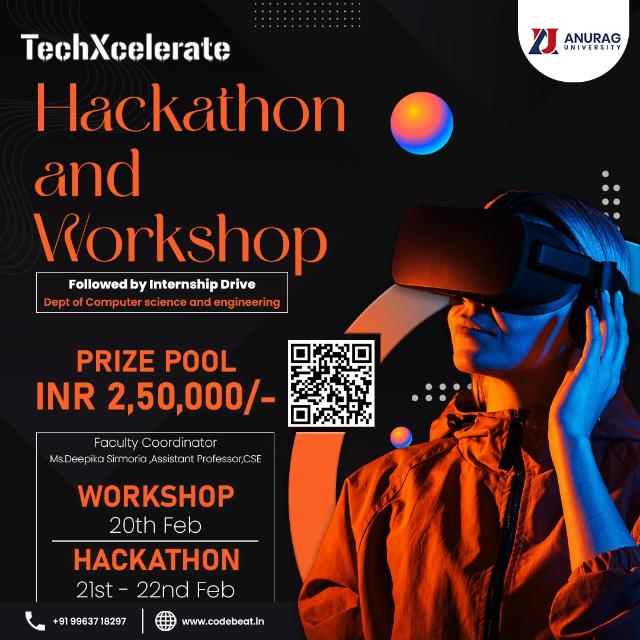 TechXcelerate
ANURAG
UNIVERSITY
Hackathon
and
Workshop
Followed by Internship Drive
Dept of Computer science and engineering
PRIZE POOL
INR 2,50,000/-
Faculty Coordinator
Ms.Deepika Sirmoria ,Assistant Professor,CSE
WORKSHOP
20th Feb
HACKATHON
21st - 22nd Feb
+91 99637 18297
www.codebeat.in